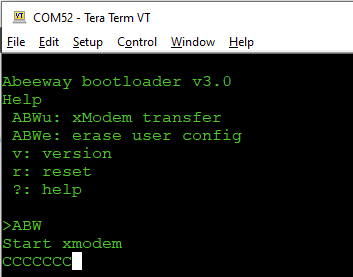 COM52 - Tera Term VT
File Edit Setup Control Window Help
Abeeway bootloader v3.0
Help
ABWu: xModem transfer
ABWe: erase user config
v: version
r: reset
?: help
>ABW
Start xmodem
CCCCCCC